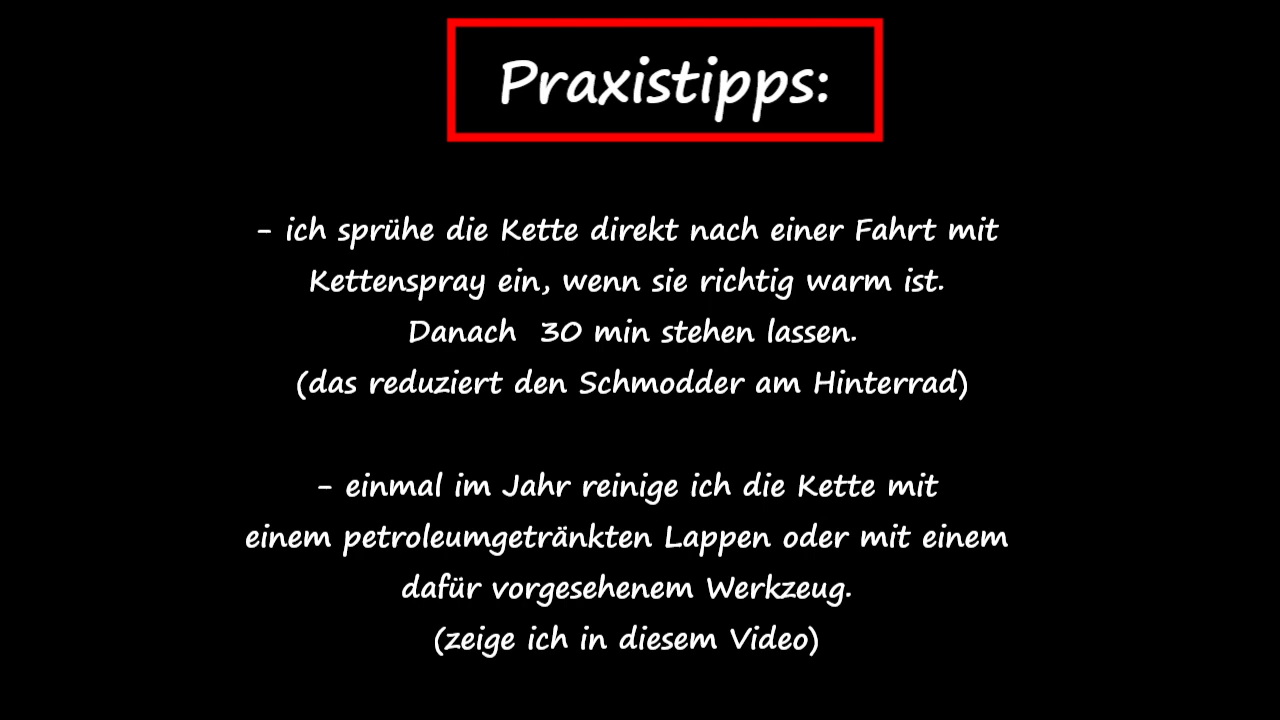 Praxistipps:
- ich sprühe die Kette direkt nach einer Fahrt mit
Kettenspray ein, wenn sie richtig warm ist.
Danach  30 min stehen lassen.
(das reduziert den Schmodder am Hinterrad)
- einmal im Jahr reinige ich die Kette mit
einem petroleumgetränkten Lappen oder mit einem
dafür vorgesehenem Werkzeug.
(zeige ich in diesem Video)